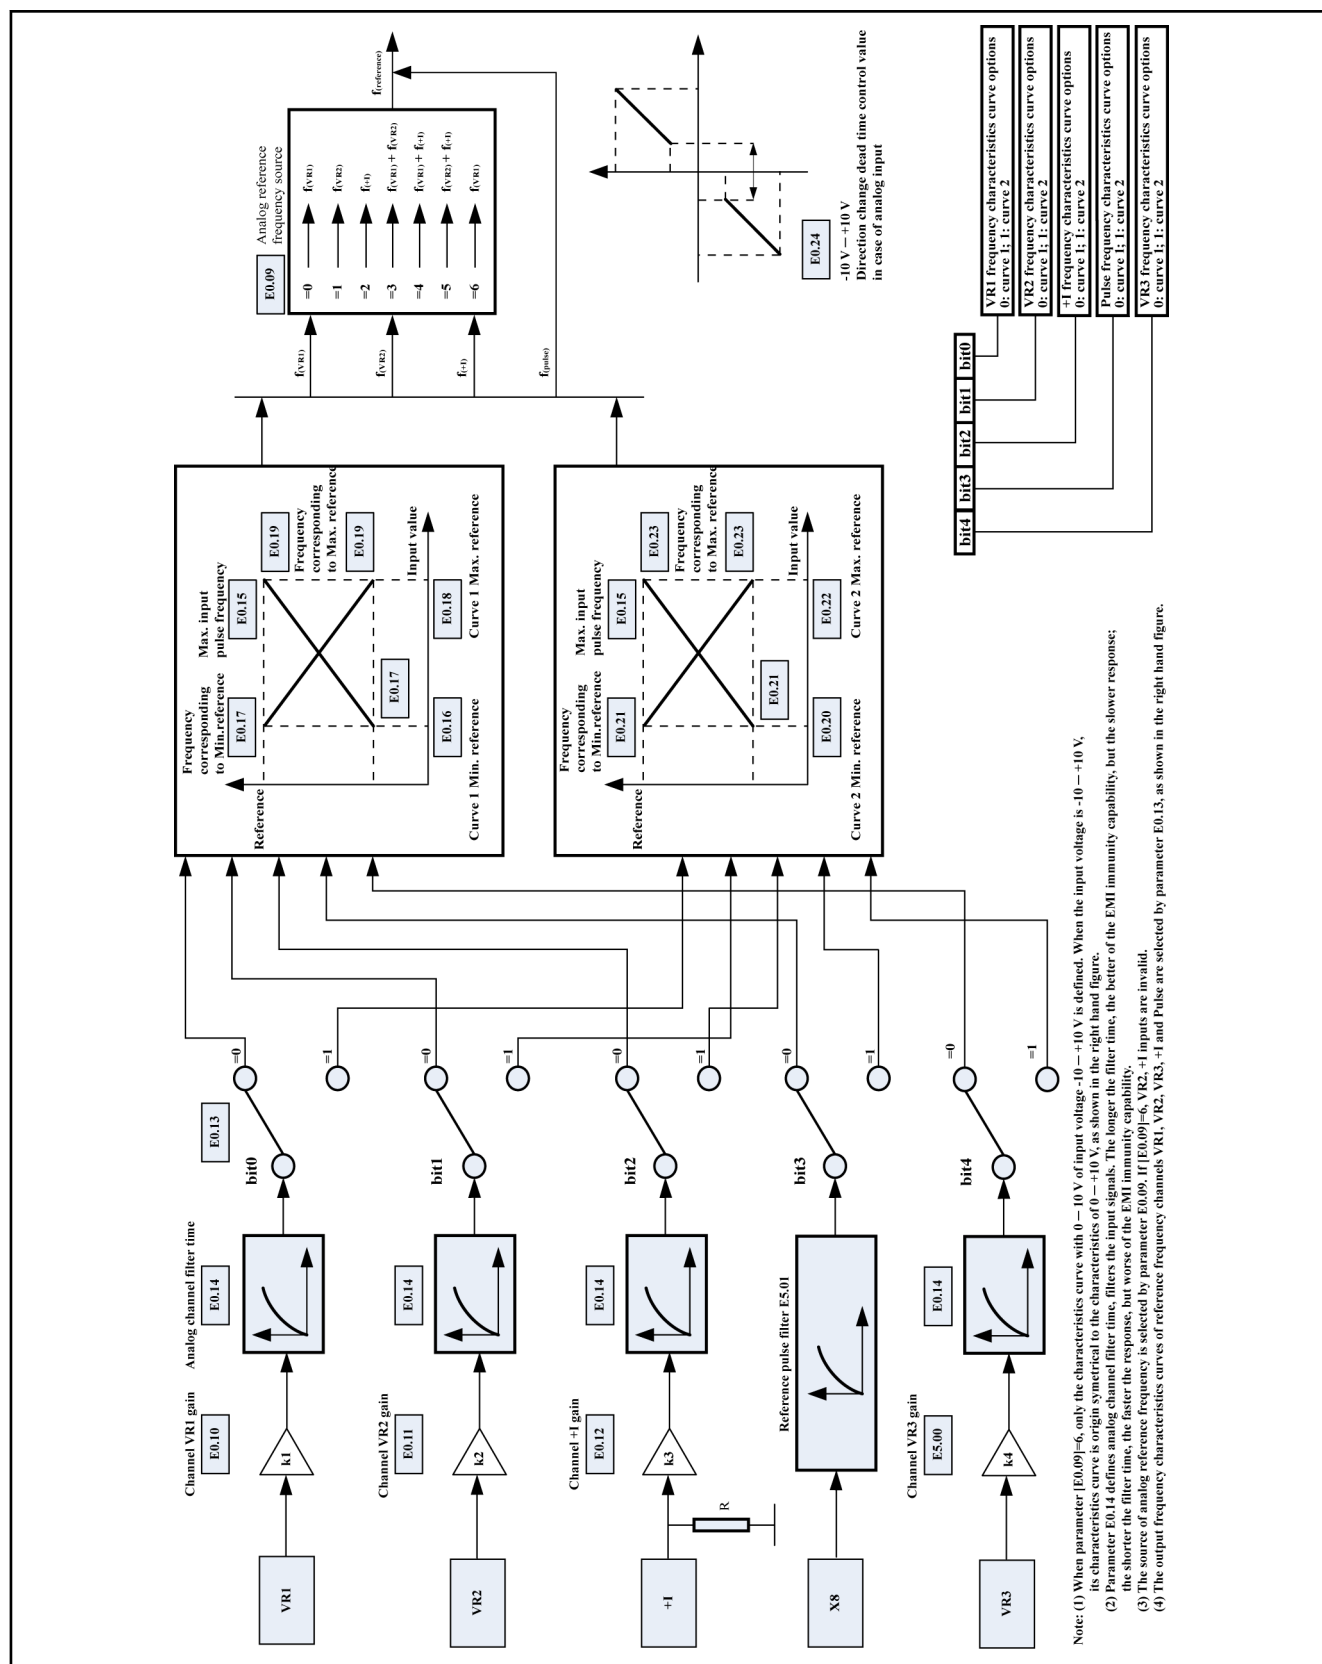 VR1
k1
Channel VR1 gain
E0.10
Analog channel filter time
E0.14
E0.13
bit0
=0
=1
VR2
k2
Channel VR2 gain
E0.11
E0.14
bit1
=0
=1
+I
R
k3
Channel +I gain
E0.12
E0.14
bit2
=0
=1
X8
Reference pulse filter E5.01
bit3
=0
=1
VR3
k4
Channel VR3 gain
E5.00
E0.14
bit4
=0
=1
Frequency
corresponding
to Min.reference
E0.17
Max. input
pulse frequency
E0.15
E0.19
Frequency
corresponding
to Max. reference
E0.19
Reference
E0.17
Input value
E0.16
E0.18
Curve 1 Min. reference
Curve 1 Max. reference
Frequency
corresponding
to Min.reference
E0.21
Max. input
pulse frequency
E0.15
E0.23
Frequency
corresponding
to Max. reference
E0.23
Reference
E0.21
Input value
E0.20
E0.22
Curve 2 Min. reference
Curve 2 Max. reference
f(VR1)
f(VR2)
f(+I)
f(pulse)
E0.09
Analog reference
frequency source
=0 f(VR1)
=1 f(VR2)
=2 f(+I)
=3 f(VR1) + f(VR2)
=4 f(VR1) + f(+I)
=5 f(VR2) + f(+I)
=6 f(VR1)
f(reference)
E0.24
-10 V — +10 V
Direction change dead time control value
in case of analog input
bit4 bit3 bit2 bit1 bit0
VR1 frequency characteristics curve options
0: curve 1; 1: curve 2
VR2 frequency characteristics curve options
0: curve 1; 1: curve 2
+I frequency characteristics curve options
0: curve 1; 1: curve 2
Pulse frequency characteristics curve options
0: curve 1; 1: curve 2
VR3 frequency characteristics curve options
0: curve 1; 1: curve 2
Note: (1) When parameter [E0.09]=6, only the characteristics curve with 0 — 10 V of input voltage -10 — +10 V is defined. When the input voltage is -10 — +10 V,
its characteristics curve is origin symetrical to the characteristics of 0 — +10 V, as shown in the right hand figure.
(2) Parameter E0.14 defines analog channel filter time, filters the input signals. The longer the filter time, the better of the EMI immunity capability, but the slower response;
the shorter the filter time, the faster the response, but worse of the EMI immunity capability.
(3) The source of analog reference frequency is selected by parameter E0.09. If [E0.09]=6, VR2, +I inputs are invalid.
(4) The output frequency characteristics curves of reference frequency channels VR1, VR2, VR3, +I and Pulse are selected by parameter E0.13, as shown in the right hand figure.